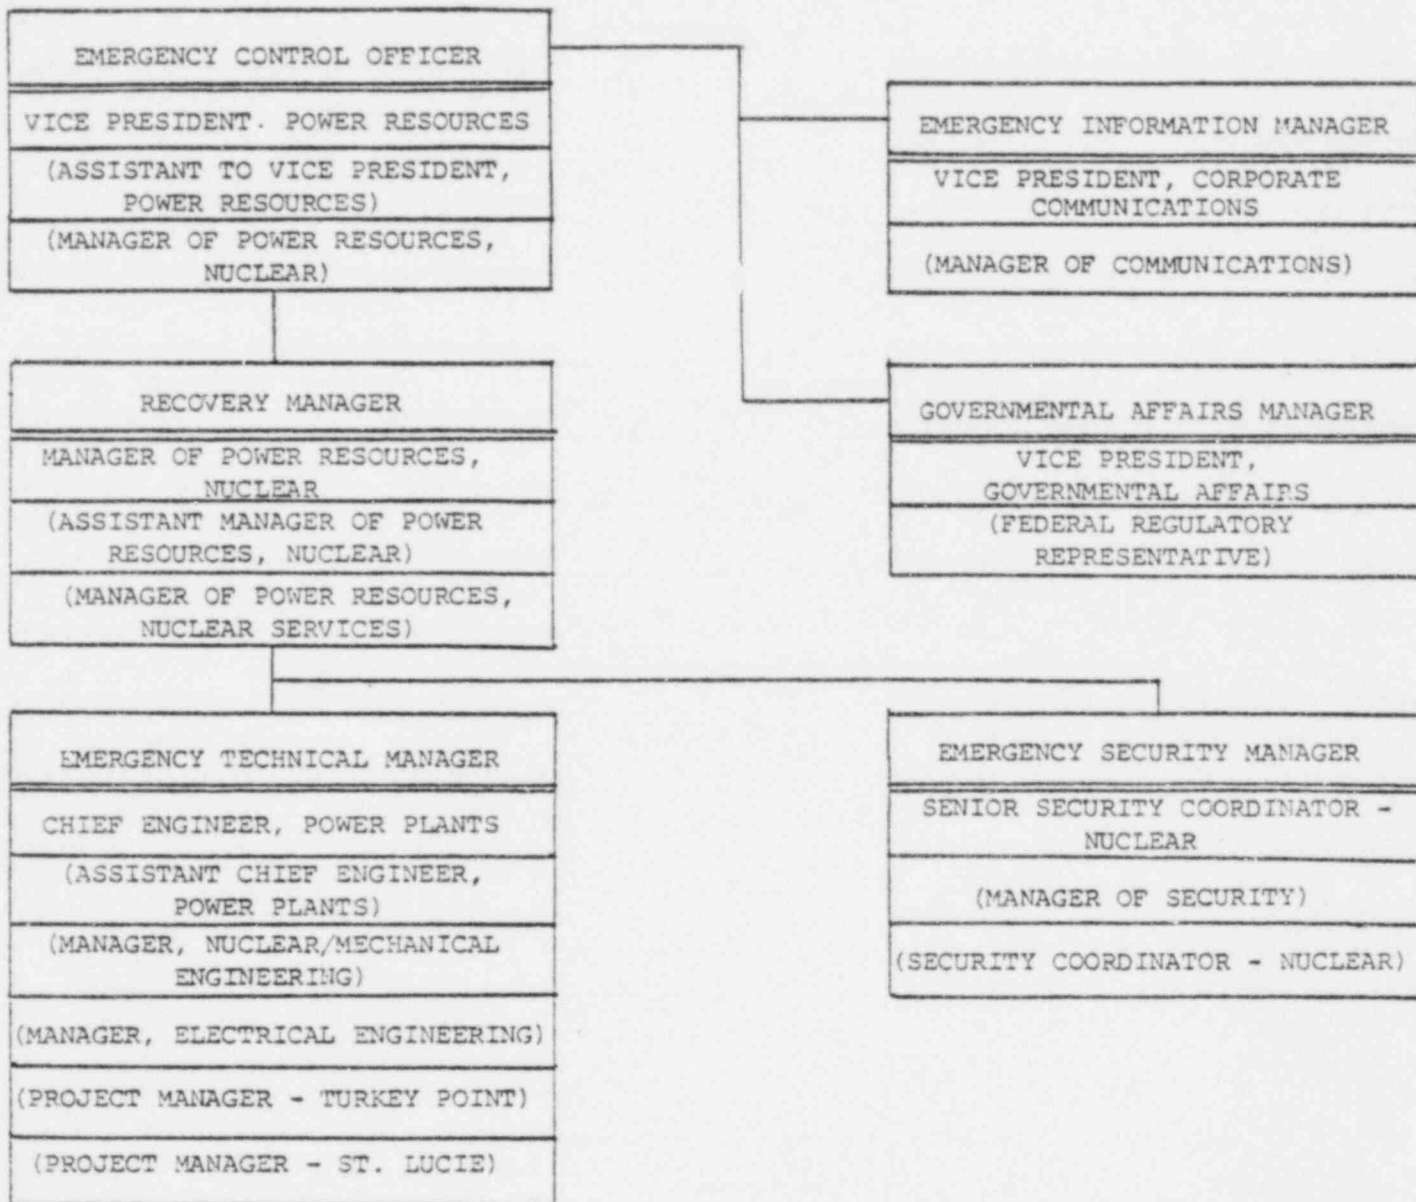 EMERGENCY CONTROL OFFICER
VICE PRESIDENT. POWER RESOURCES
(ASSISTANT TO VICE PRESIDENT,
POWER RESOURCES)
(MANAGER OF POWER RESOURCES,
NUCLEAR)
EMERGENCY INFORMATION MANAGER
VICE PRESIDENT, CORPORATE
COMMUNICATIONS
(MANAGER OF COMMUNICATIONS)
RECOVERY MANAGER
MANAGER OF POWER RESOURCES,
NUCLEAR
(ASSISTANT MANAGER OF POWER
RESOURCES, NUCLEAR)
(MANAGER OF POWER RESOURCES,
NUCLEAR SERVICES)
GOVERNMENTAL AFFAIRS MANAGER
VICE PRESIDENT,
GOVERNMENTAL AFFAIRS
(FEDERAL REGULATORY
REPRESENTATIVE)
EMERGENCY TECHNICAL MANAGER
CHIEF ENGINEER, POWER PLANTS
(ASSISTANT CHIEF ENGINEER,
POWER PLANTS)
(MANAGER, NUCLEAR/MECHANICAL
ENGINEERING)
(MANAGER, ELECTRICAL ENGINEERING)
(PROJECT MANAGER - TURKEY POINT)
(PROJECT MANAGER - ST. LUCIE)
EMERGENCY SECURITY MANAGER
SENIOR SECURITY COORDINATOR -
NUCLEAR
(MANAGER OF SECURITY)
(SECURITY COORDINATOR - NUCLEAR)